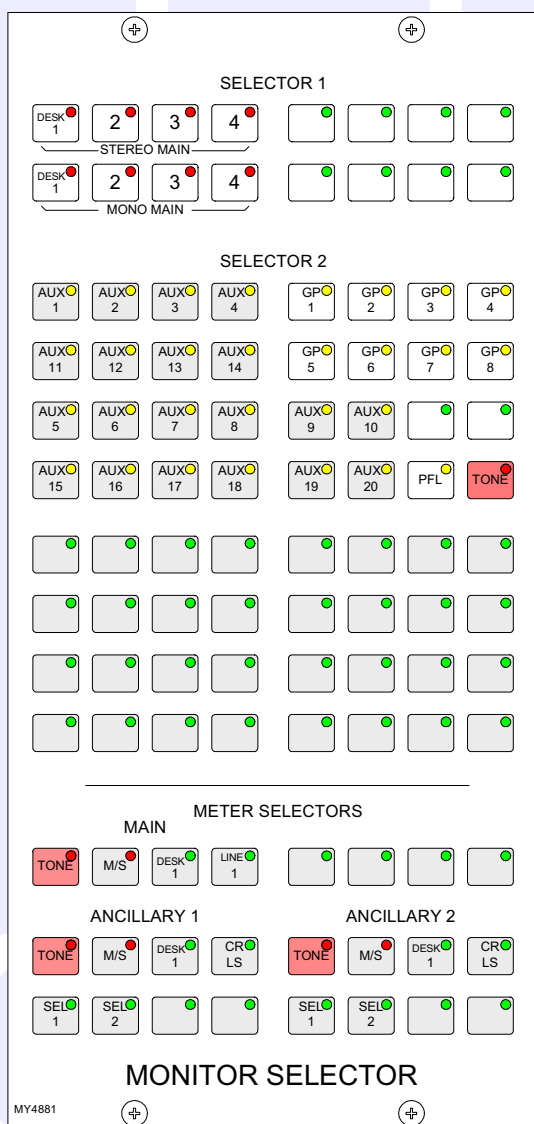 SELECTOR 1
DESK 1 2 3 4
STEREO MAIN
DESK 1 2 3 4
MONO MAIN
SELECTOR 2
AUX 1 AUX 2 AUX 3 AUX 4 GP 1 GP 2 GP 3 GP 4
AUX 11 AUX 12 AUX 13 AUX 14 GP 5 GP 6 GP 7 GP 8
AUX 5 AUX 6 AUX 7 AUX 8 AUX 9 AUX 10
AUX 15 AUX 16 AUX 17 AUX 18 AUX 19 AUX 20 PFL TONE
METER SELECTORS
MAIN
TONE M/S DESK 1 LINE 1
ANCILLARY 1 ANCILLARY 2
TONE M/S DESK 1 CR LS TONE M/S DESK 1 CR LS
SEL 1 SEL 2 SEL 1 SEL 2
MONITOR SELECTOR
MY4881